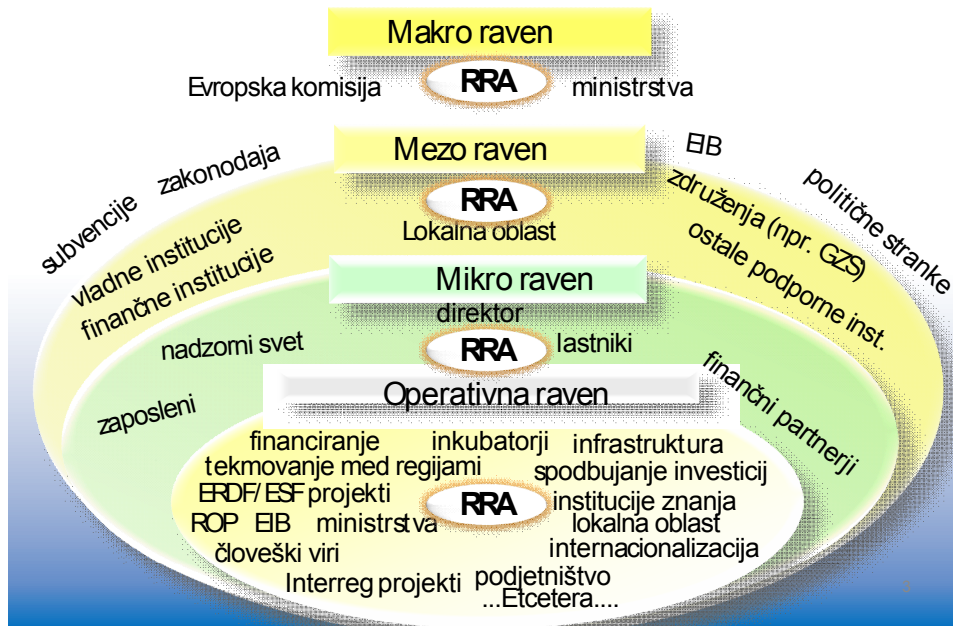 Makro raven
Evropska komisija RRA ministrstva
Mezo raven
EIB
subvencije zakonodaja
politične stranke
RRA
združenja (npr. GZS)
vladne institucije
Lokalna oblast
ostale podporne inst.
finančne institucije
Mikro raven
direktor
nadzorni svet RRA lastniki
finančni partnerji
zaposleni
Operativna raven
financiranje inkubatorji infrastruktura
tekmovanje med regijami spodbujanje investicij
ERDF/ESF projekti RRA institucije znanja
ROP EIB ministrstva lokalna oblast
človeški viri internacionalizacija
Interreg projekti podjetništvo
...Etcetera....